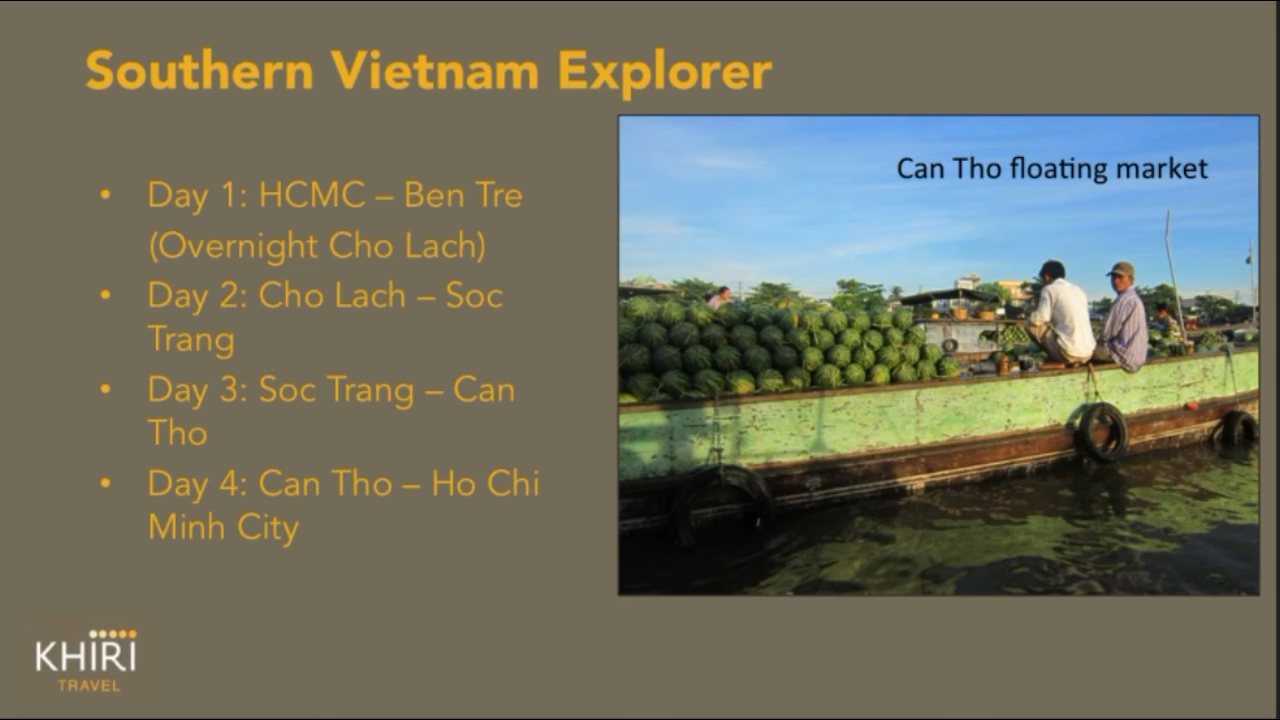 Southern Vietnam Explorer
Can Tho floating market
• Day 1: HCMC – Ben Tre
(Overnight Cho Lach)
• Day 2: Cho Lach – Soc
Trang
• Day 3: Soc Trang – Can
Tho
• Day 4: Can Tho – Ho Chi
Minh City
KHIRI
TRAVEL